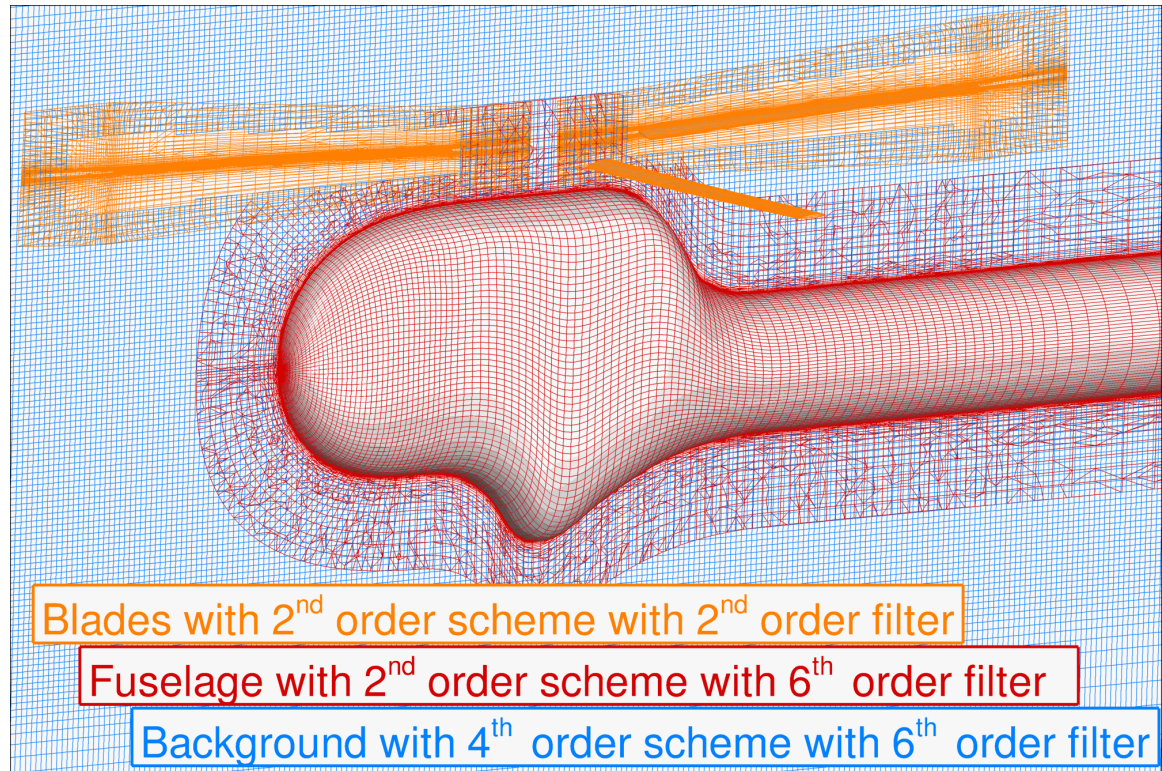 Blades with 2nd order scheme with 2nd order filter
Fuselage with 2nd order scheme with 6th order filter
Background with 4th order scheme with 6th order filter